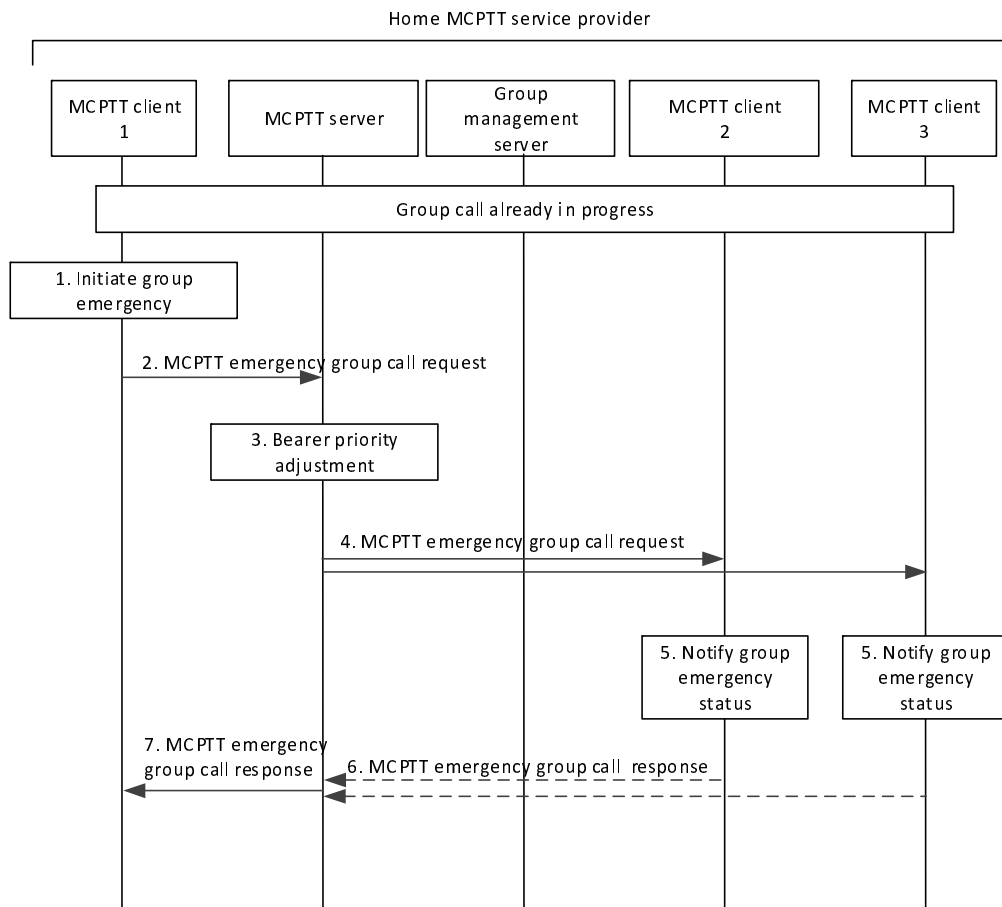 Home MCPTT service provider
MCPTT client
1
MCPTT server
Group
management
server
MCPTT client
2
MCPTT client
3
Group call already in progress
1. Initiate group
emergency
2. MCPTT emergency group call request
3. Bearer priority
adjustment
4. MCPTT emergency group call request
5. Notify group
emergency
status
5. Notify group
emergency
status
7. MCPTT emergency
group call response
6. MCPTT emergency group call response